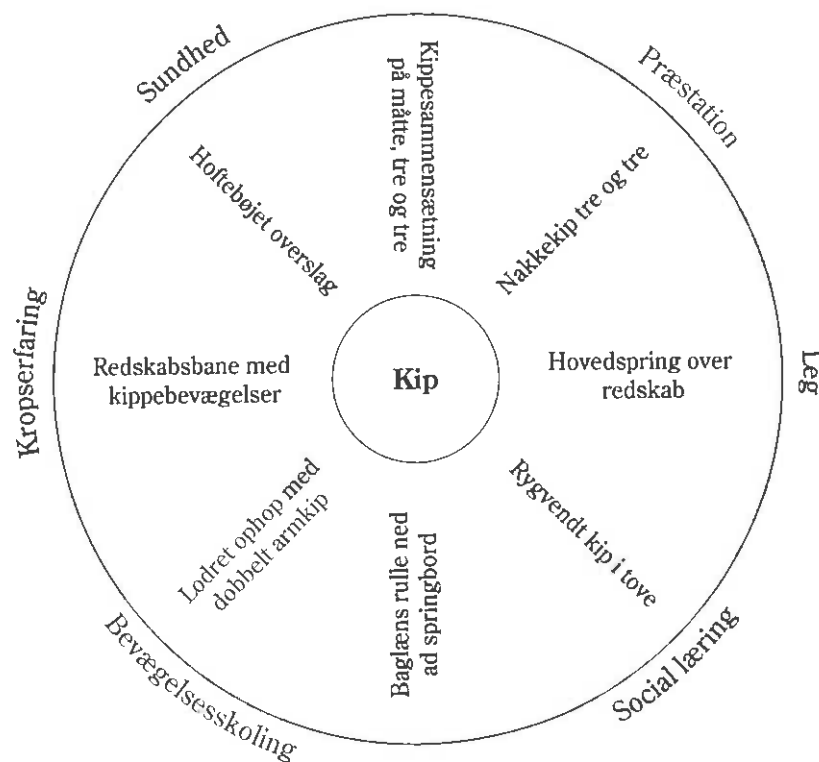 Sundhed
Præstation
Leg
Social læring
Bevægelsesskoling
Kropserfaring
Kippesammensætning
på måtte, tre og tre
Nakkekip tre og tre
Hovedspring over
redskab
Rygvendt kip i tove
Baglæns rulle ned
ad springbord
Lodret ophop med
dobbelt armkip
Redskabsbane med
kippebevægelser
Hoftebøjet overslag
Kip